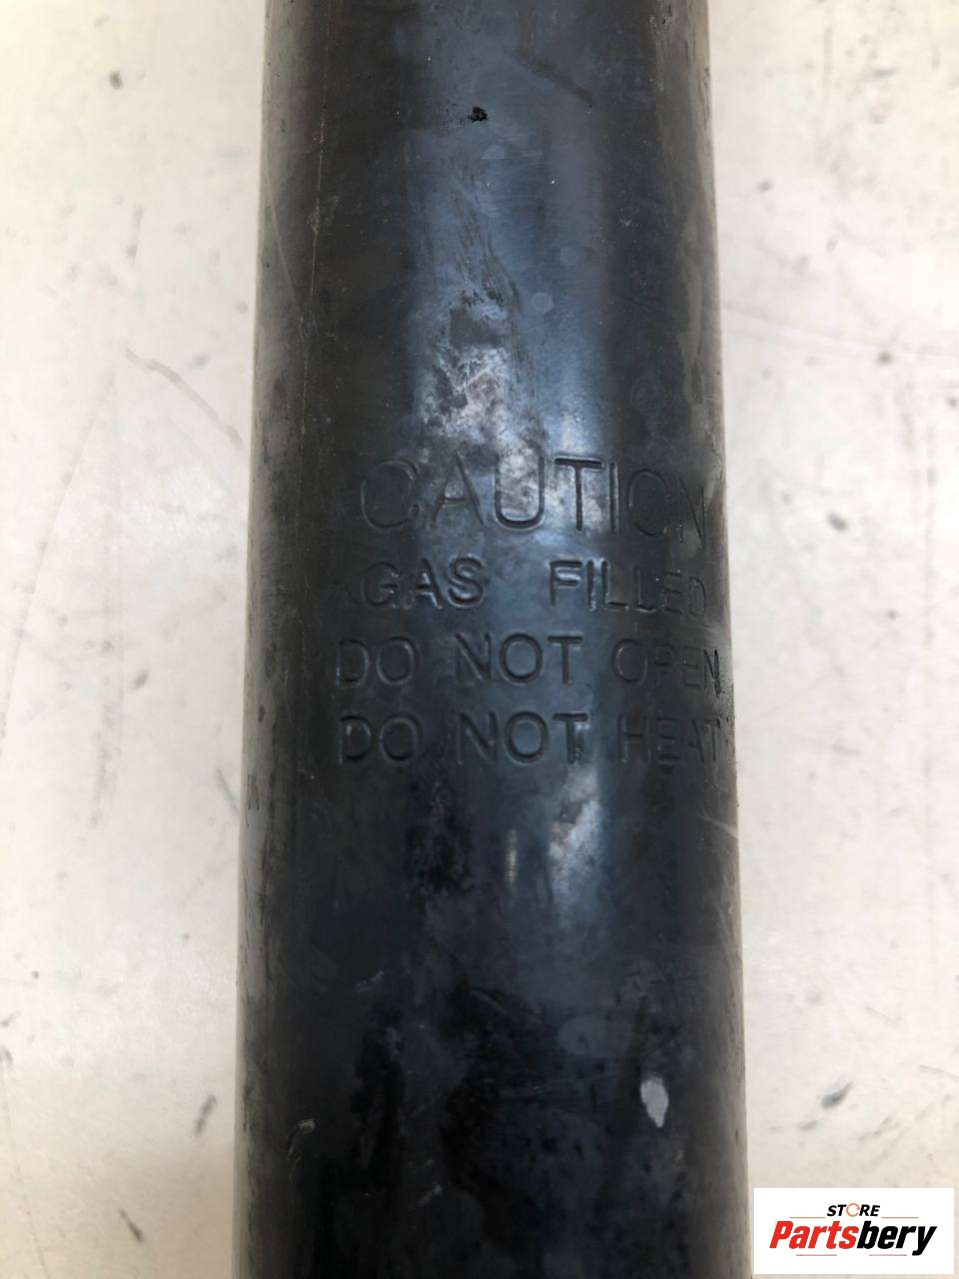 CAUTION
GAS FILLED
DO NOT OPEN
DO NOT HEAT
STORE
Partsbery